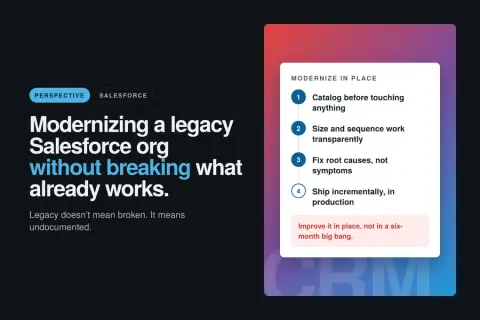 PERSPECTIVE SALESFORCE
Modernizing a legacy
Salesforce org
without breaking what
already works.
Legacy doesn't mean broken. It means
undocumented.
MODERNIZE IN PLACE
1 Catalog before touching
anything
2 Size and sequence work
transparently
3 Fix root causes, not
symptoms
4 Ship incrementally, in
production
Improve it in place, not in a six-
month big bang.
CRM